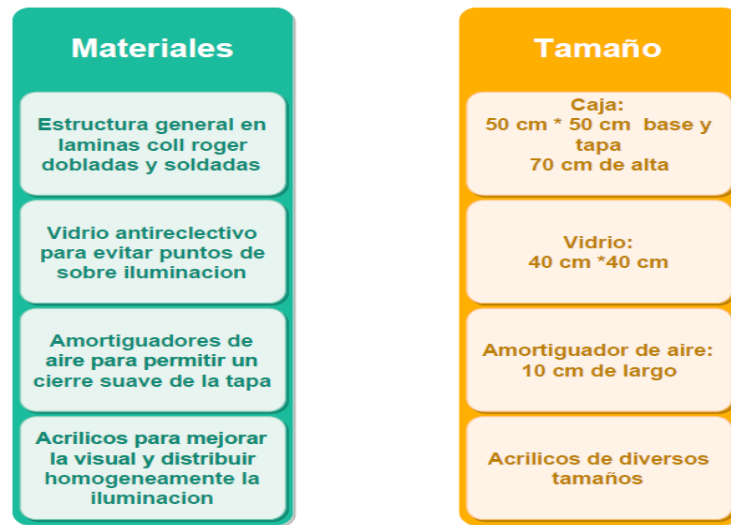 Materiales
Estructura general en
laminas coll roger
dobladas y soldadas
Vidrio antireclectivo
para evitar puntos de
sobre iluminacion
Amortiguadores de
aire para permitir un
cierre suave de la tapa
Acrilicos para mejorar
la visual y distribuir
homogeneamente la
iluminacion
Tamaño
Caja:
50 cm * 50 cm base y
tapa
70 cm de alta
Vidrio:
40 cm *40 cm
Amortiguador de aire:
10 cm de largo
Acrilicos de diversos
tamaños